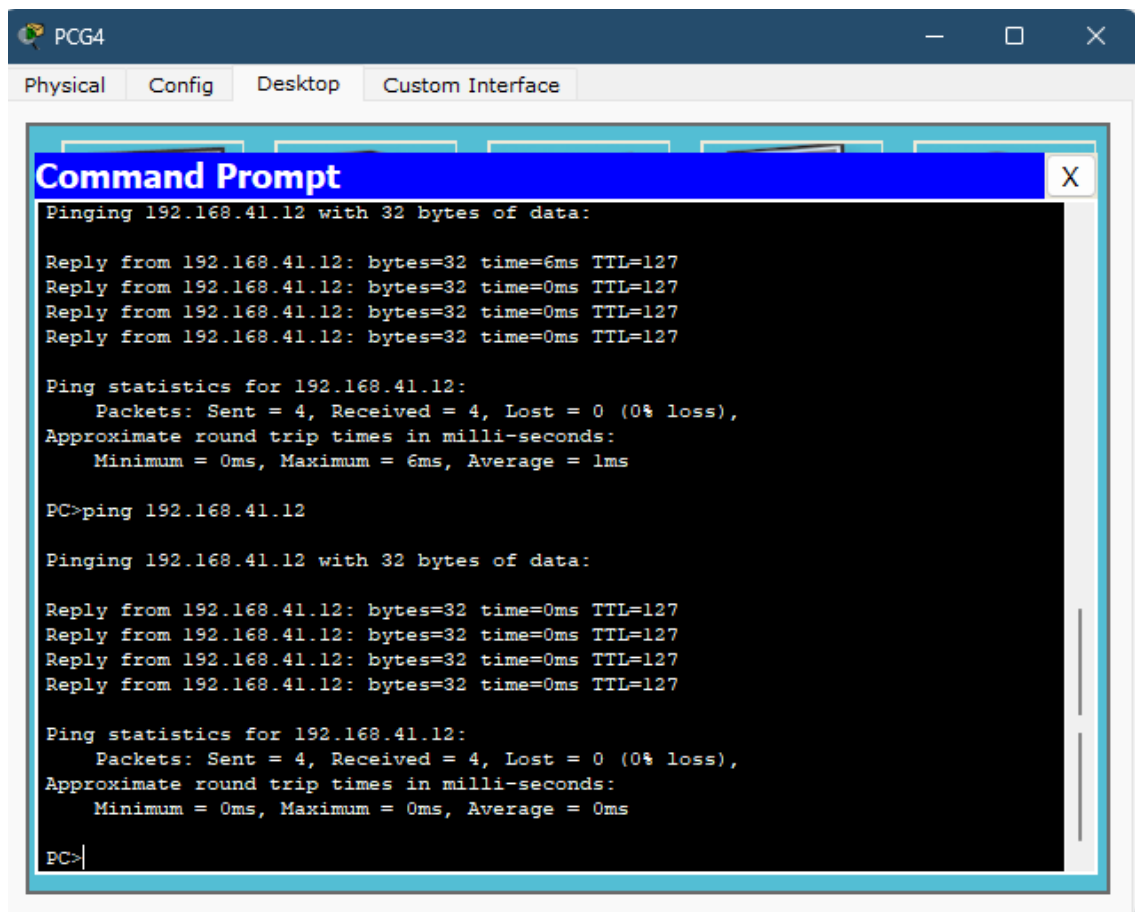 PCG4
Physical Config Desktop Custom Interface
Command Prompt X
Pinging 192.168.41.12 with 32 bytes of data:
Reply from 192.168.41.12: bytes=32 time=6ms TTL=127
Reply from 192.168.41.12: bytes=32 time=0ms TTL=127
Reply from 192.168.41.12: bytes=32 time=0ms TTL=127
Reply from 192.168.41.12: bytes=32 time=0ms TTL=127
Ping statistics for 192.168.41.12:
Packets: Sent = 4, Received = 4, Lost = 0 (0% loss),
Approximate round trip times in milli-seconds:
Minimum = 0ms, Maximum = 6ms, Average = 1ms
PC>ping 192.168.41.12
Pinging 192.168.41.12 with 32 bytes of data:
Reply from 192.168.41.12: bytes=32 time=0ms TTL=127
Reply from 192.168.41.12: bytes=32 time=0ms TTL=127
Reply from 192.168.41.12: bytes=32 time=0ms TTL=127
Reply from 192.168.41.12: bytes=32 time=0ms TTL=127
Ping statistics for 192.168.41.12:
Packets: Sent = 4, Received = 4, Lost = 0 (0% loss),
Approximate round trip times in milli-seconds:
Minimum = 0ms, Maximum = 0ms, Average = 0ms
PC>